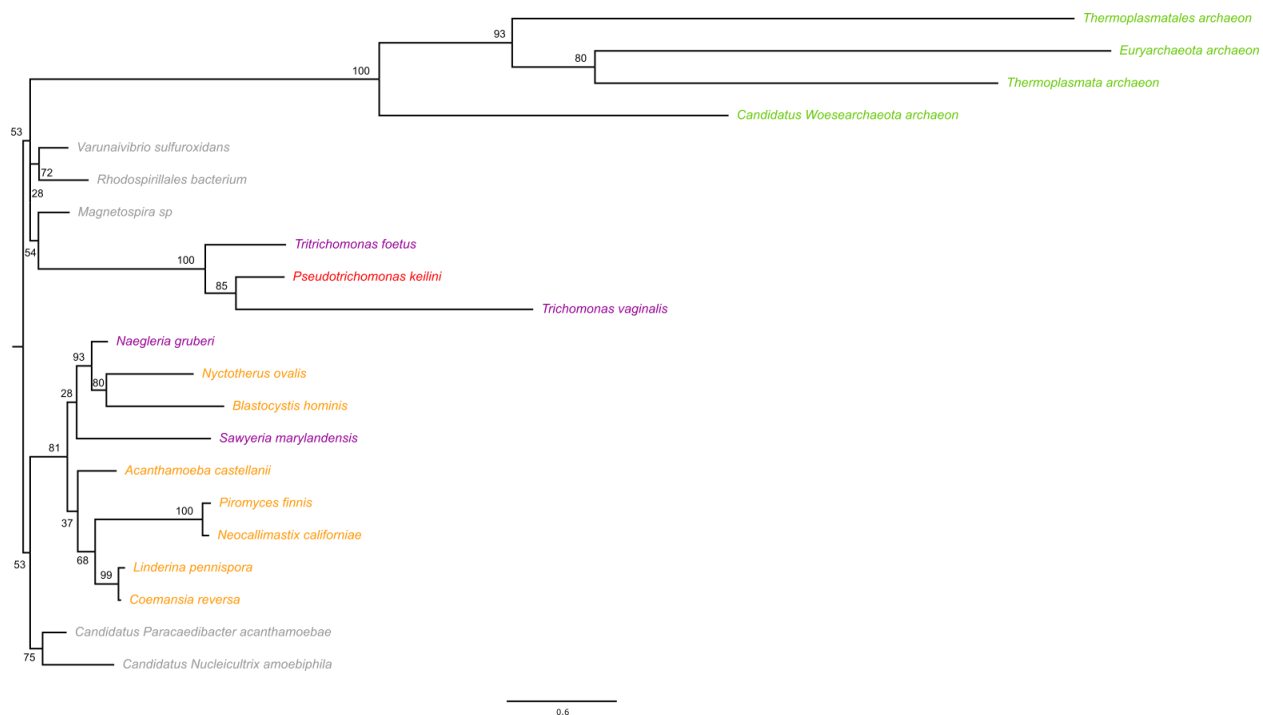 Thermoplasmatales archaeon
93
Euryarchaeota archaeon
80
100
Thermoplasmata archaeon
Candidatus Woesearchaeota archaeon
53
Varunaivibrio sulfuroxidans
72
Rhodospirillales bacterium
28
Magnetospira sp
54
Tritrichomonas foetus
100
Pseudotrichomonas keilini
85
Trichomonas vaginalis
Naegleria gruberi
93
Nyctotherus ovalis
80
28
Blastocystis hominis
Sawyeria marylandensis
81
Acanthamoeba castellanii
Piromyces finnis
100
37
Neocallimastix californiae
68
53
Linderina pennispora
99
Coemansia reversa
Candidatus Paracaedibacter acanthamoebae
75
Candidatus Nucleicultrix amoebiphila
0.6